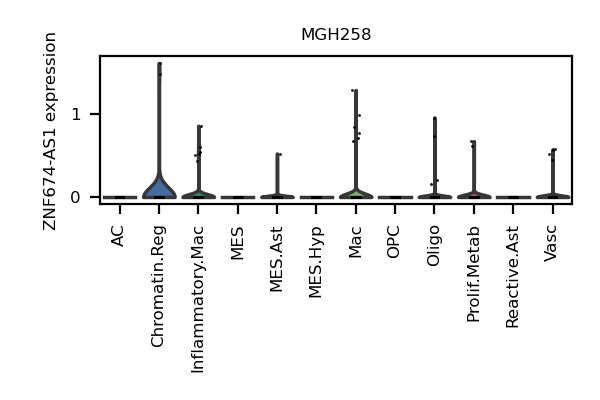 MGH258
ZNF674-AS1 expression
1
0
AC
Chromatin.Reg
Inflammatory.Mac
MES
MES.Ast
MES.Hyp
Mac
OPC
Oligo
Prolif.Metab
Reactive.Ast
Vasc